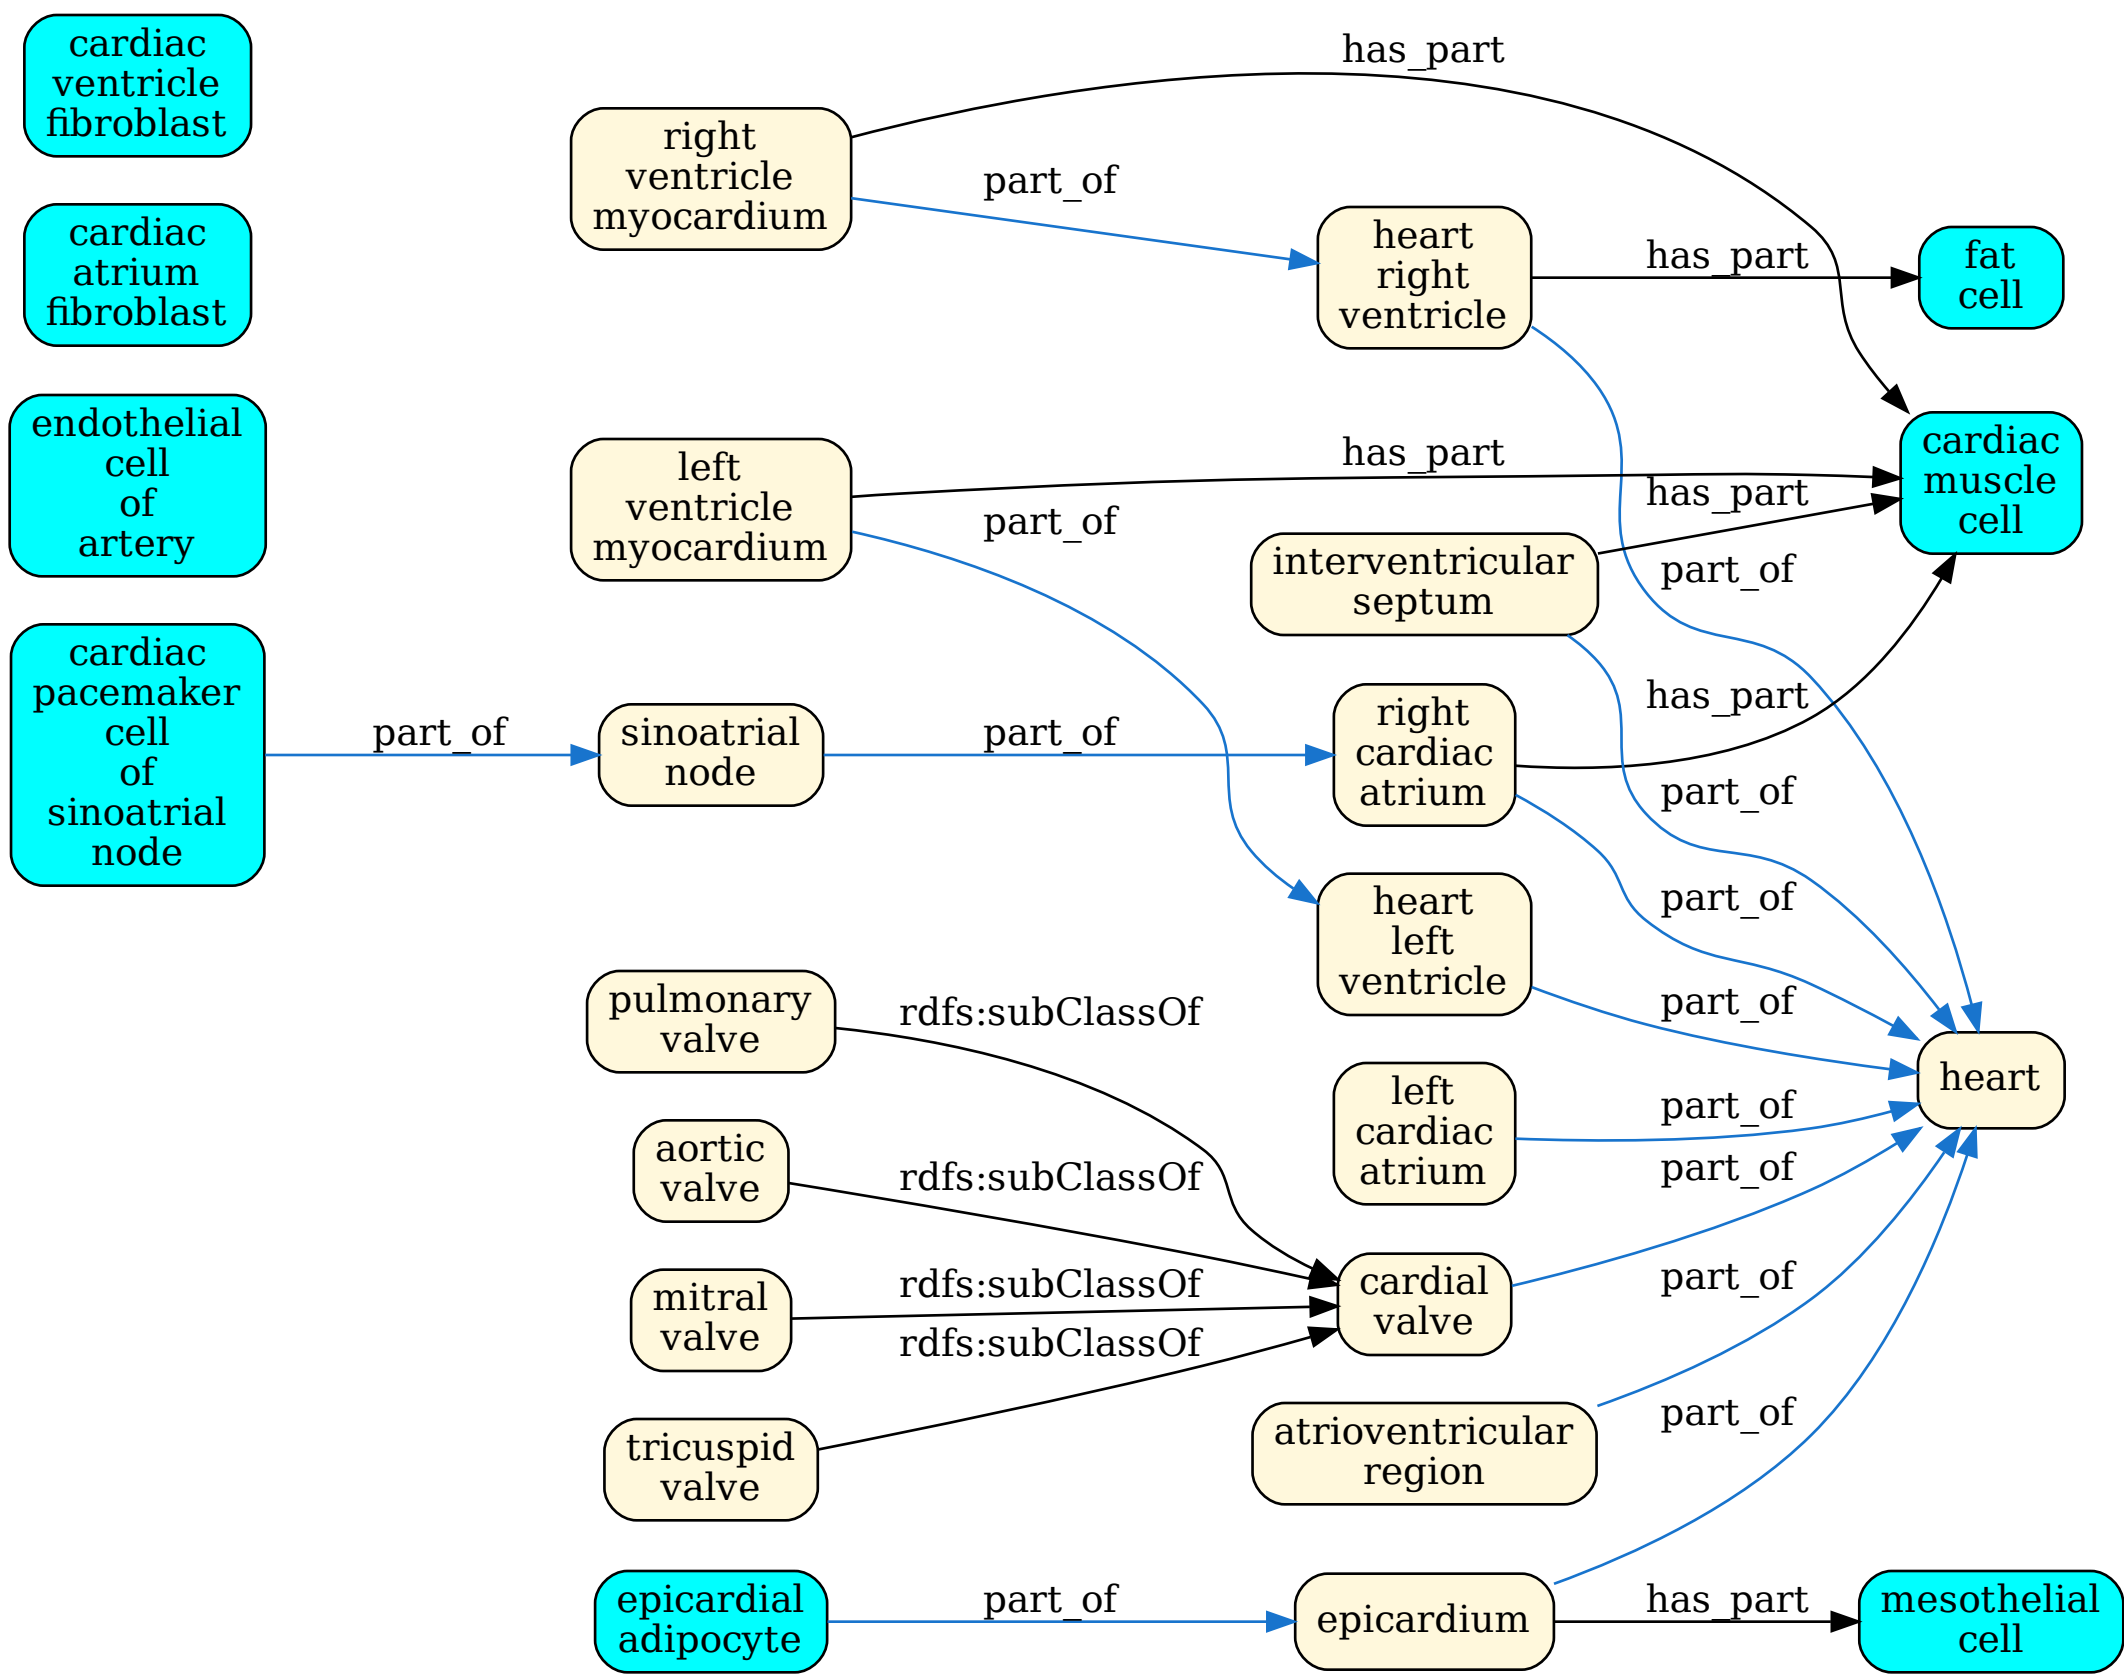 cardiac
ventricle
fibroblast
cardiac
atrium
fibroblast
endothelial
cell
of
artery
cardiac
pacemaker
cell
of
sinoatrial
node
part_of
right
ventricle
myocardium
left
ventricle
myocardium
sinoatrial
node
pulmonary
valve
aortic
valve
mitral
valve
tricuspid
valve
epicardial
adipocyte
has_part
part_of
has_part
part_of
part_of
rdfs:subClassOf
rdfs:subClassOf
rdfs:subClassOf
rdfs:subClassOf
part_of
heart
right
ventricle
interventricular
septum
right
cardiac
atrium
heart
left
ventricle
left
cardiac
atrium
cardial
valve
atrioventricular
region
epicardium
has_part
has_part
part_of
has_part
part_of
part_of
part_of
part_of
part_of
part_of
part_of
has_part
fat
cell
cardiac
muscle
cell
heart
mesothelial
cell